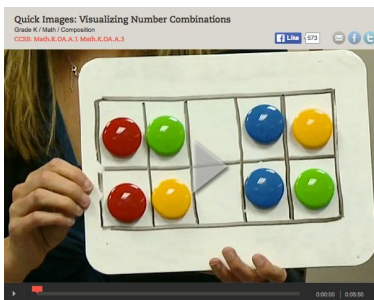 Quick Images: Visualizing Number Combinations
Grade K / Math / Composition
CCSS: Math.K.OA.A.1 Math.K.OA.A.3
Like 573
0:00:00 0:05:50